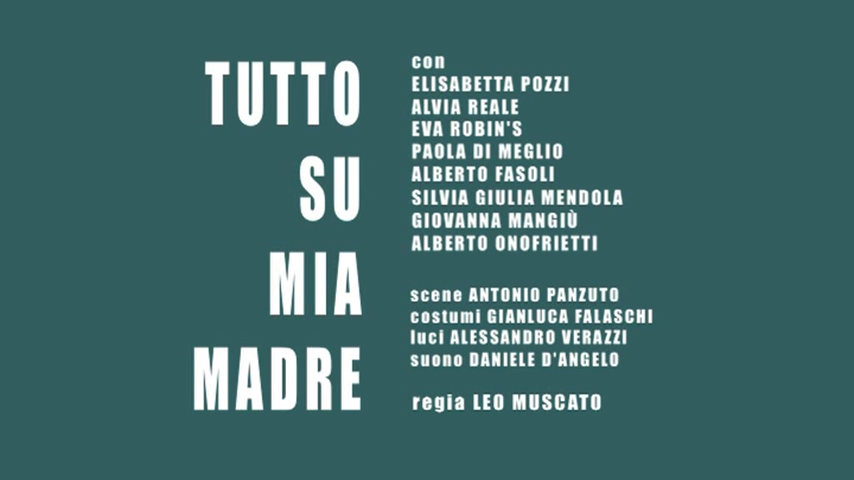 TUTTO
SU
MIA
MADRE
con
ELISABETTA POZZI
ALVIA REALE
EVA ROBIN'S
PAOLA DI MEGLIO
ALBERTO FASOLI
SILVIA GIULIA MENDOLA
GIOVANNA MANGIÙ
ALBERTO ONOFRIETTI
scene ANTONIO PANZUTO
costumi GIANLUCA FALASCHI
luci ALESSANDRO VERAZZI
suono DANIELE D'ANGELO
regia LEO MUSCATO